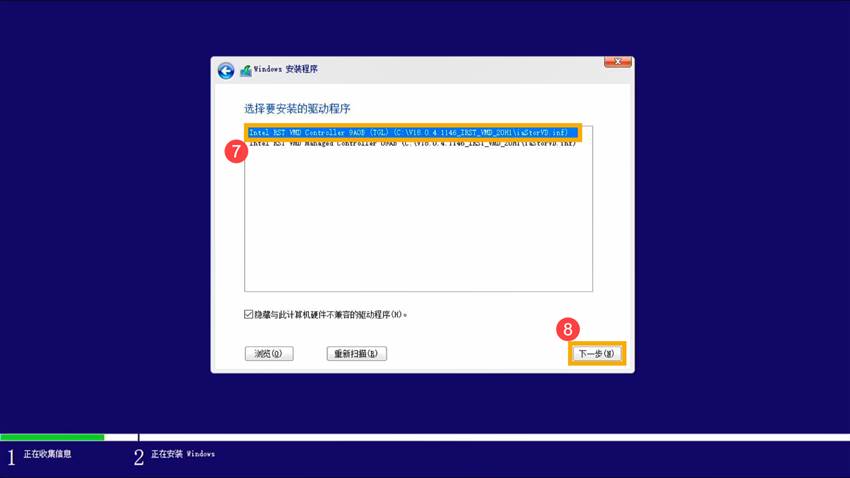 Windows 安装程序
选择要安装的驱动程序
Intel RST VMD Controller 9A0B (TGL) (C:\V18.0.4.1146_IRST_VMD_20H1\iaStorVD.inf)
7
Intel RST VMD Managed Controller 09AB (C:\V18.0.4.1146_IRST_VMD_20H1\iaStorVD.inf)
隐藏与此计算机硬件不兼容的驱动程序(H)。
8
浏览(O) 重新扫描(R) 下一步(N)
1 正在收集信息 2 正在安装 Windows